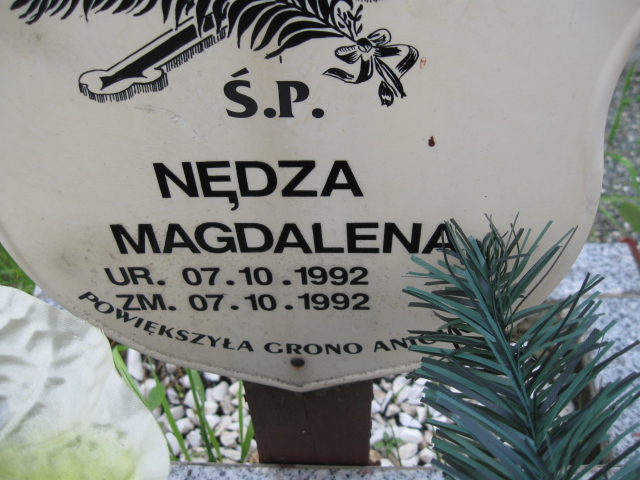 Ś.P.
NĘDZA
MAGDALENA
UR. 07.10.1992
ZM. 07.10.1992
POWIĘKSZYŁA GRONO